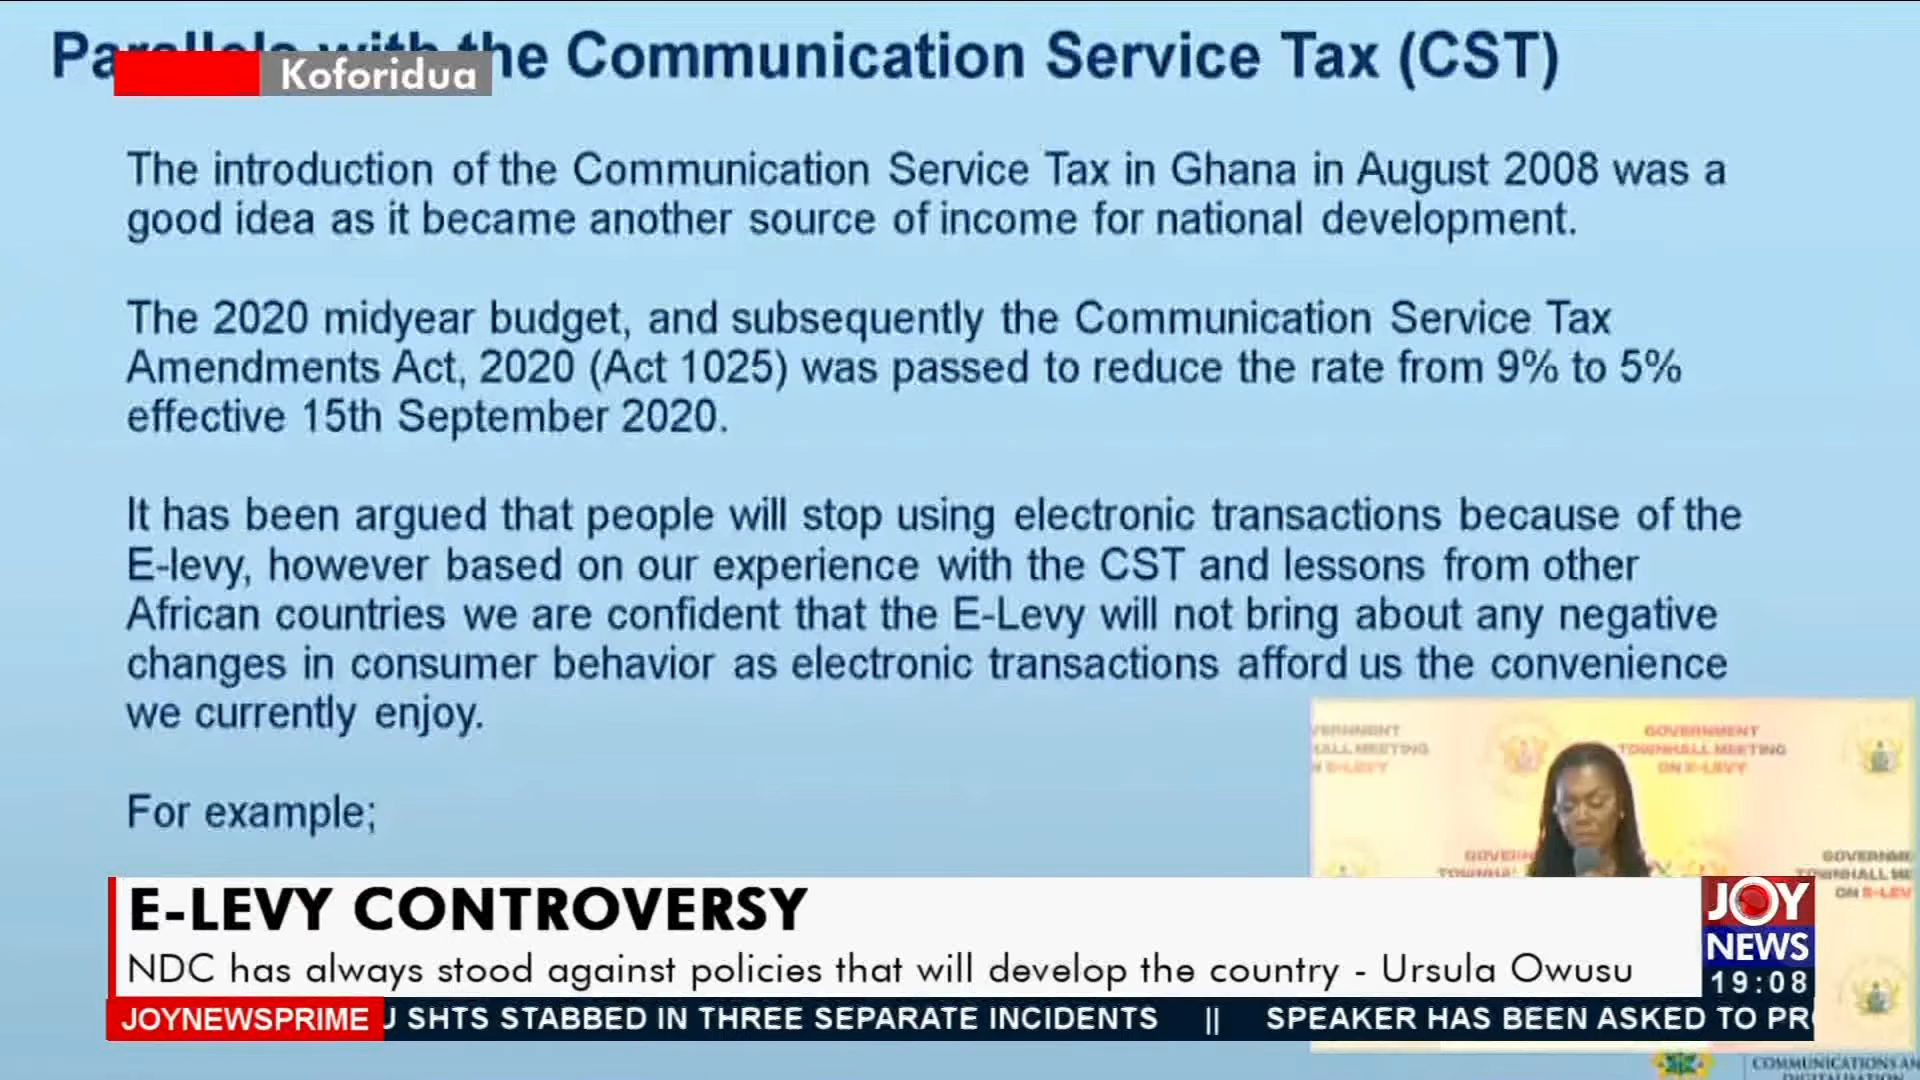 Parallels with the Communication Service Tax (CST)
Koforidua
The introduction of the Communication Service Tax in Ghana in August 2008 was a
good idea as it became another source of income for national development.
The 2020 midyear budget, and subsequently the Communication Service Tax
Amendments Act, 2020 (Act 1025) was passed to reduce the rate from 9% to 5%
effective 15th September 2020.
It has been argued that people will stop using electronic transactions because of the
E-levy, however based on our experience with the CST and lessons from other
African countries we are confident that the E-Levy will not bring about any negative
changes in consumer behavior as electronic transactions afford us the convenience
we currently enjoy.
For example;
GOVERNMENT
TOWNHALL MEETING
ON E-LEVY
E-LEVY CONTROVERSY
NDC has always stood against policies that will develop the country - Ursula Owusu
JOY
NEWS
19:08
JOYNEWSPRIME
SHTS STABBED IN THREE SEPARATE INCIDENTS || SPEAKER HAS BEEN ASKED TO
COMMUNICATIONS